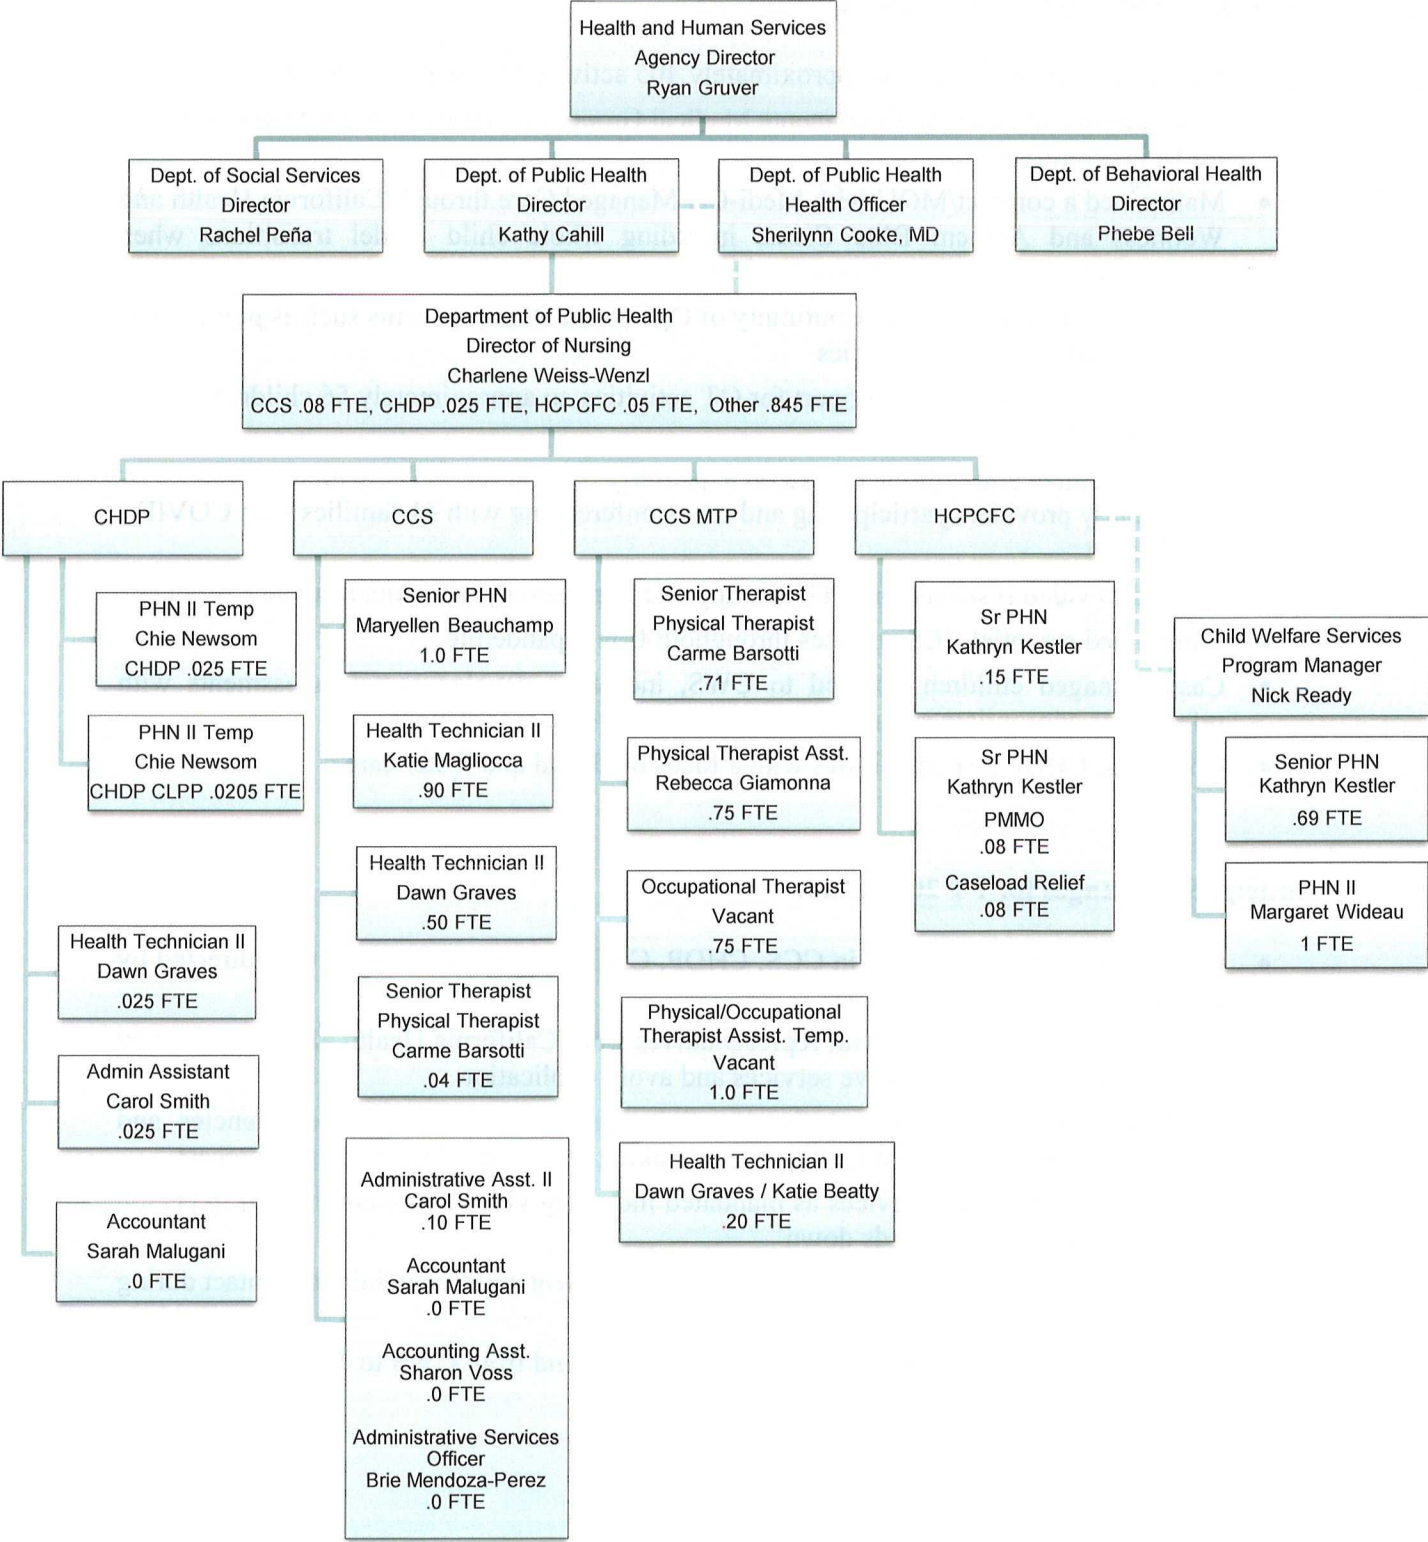 Health and Human Services
Agency Director
Ryan Gruver
Dept. of Social Services
Director
Rachel Peña
Dept. of Public Health
Director
Kathy Cahill
Dept. of Public Health
Health Officer
Sherilynn Cooke, MD
Dept. of Behavioral Health
Director
Phebe Bell
Department of Public Health
Director of Nursing
Charlene Weiss-Wenzl
CCS .08 FTE, CHDP .025 FTE, HCPCFC .05 FTE, Other .845 FTE
CHDP
PHN II Temp
Chie Newsom
CHDP .025 FTE
PHN II Temp
Chie Newsom
CHDP CLPP .0205 FTE
Health Technician II
Dawn Graves
.025 FTE
Admin Assistant
Carol Smith
.025 FTE
Accountant
Sarah Malugani
.0 FTE
CCS
Senior PHN
Maryellen Beauchamp
1.0 FTE
Health Technician II
Katie Magliocca
.90 FTE
Health Technician II
Dawn Graves
.50 FTE
Senior Therapist
Physical Therapist
Carme Barsotti
.04 FTE
Administrative Asst. II
Carol Smith
.10 FTE
Accountant
Sarah Malugani
.0 FTE
Accounting Asst.
Sharon Voss
.0 FTE
Administrative Services
Officer
Brie Mendoza-Perez
.0 FTE
CCS MTP
Senior Therapist
Physical Therapist
Carme Barsotti
.71 FTE
Physical Therapist Asst.
Rebecca Giamonna
.75 FTE
Occupational Therapist
Vacant
.75 FTE
Physical/Occupational
Therapist Assist. Temp.
Vacant
1.0 FTE
Health Technician II
Dawn Graves / Katie Beatty
.20 FTE
HCPCFC
Sr PHN
Kathryn Kestler
.15 FTE
Sr PHN
Kathryn Kestler
PMMO
.08 FTE
Caseload Relief
.08 FTE
Child Welfare Services
Program Manager
Nick Ready
Senior PHN
Kathryn Kestler
.69 FTE
PHN II
Margaret Wideau
1 FTE